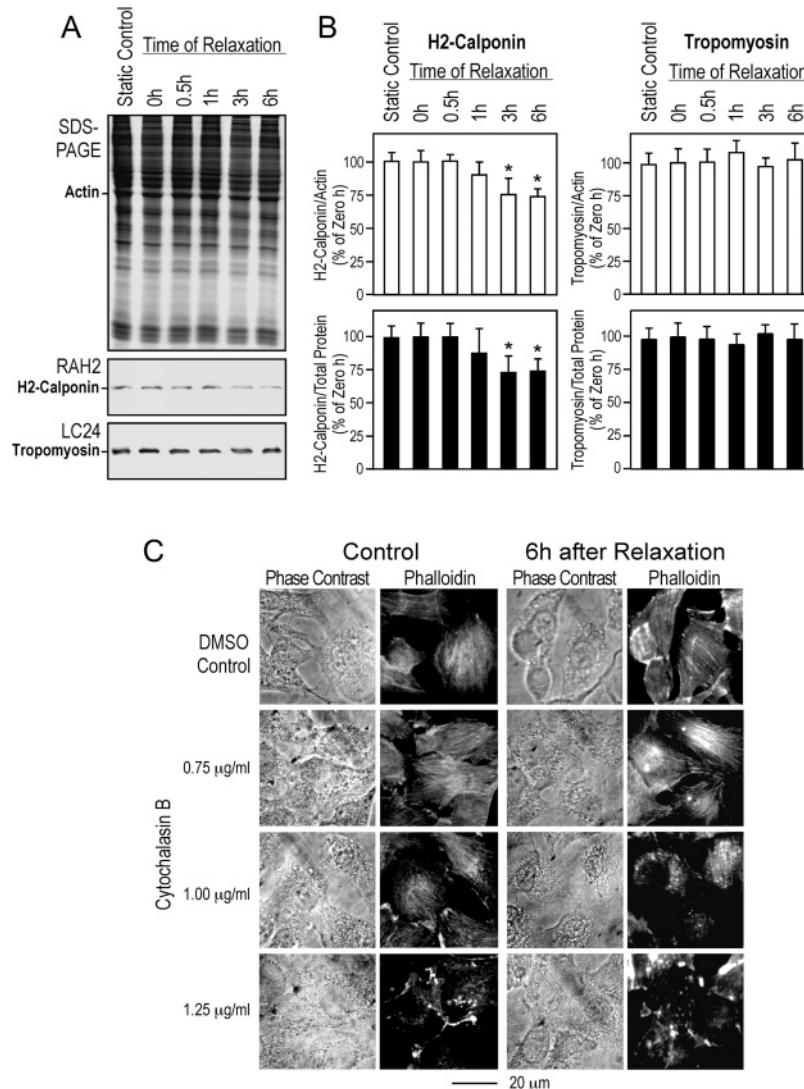 A
Static Control
Time of Relaxation
0h
0.5h
1h
3h
6h
SDS-
PAGE
Actin
RAH2
H2-Calponin
LC24
Tropomyosin
B
H2-Calponin
Static Control
Time of Relaxation
0h
0.5h
1h
3h
6h
H2-Calponin/Actin
(% of Zero h)
100
75
50
25
0
* *
H2-Calponin/Total Protein
(% of Zero h)
100
75
50
25
0
* *
Tropomyosin
Static Control
Time of Relaxation
0h
0.5h
1h
3h
6h
Tropomyosin/Actin
(% of Zero h)
100
75
50
25
0
Tropomyosin/Total Protein
(% of Zero h)
100
75
50
25
0
C
Control
6h after Relaxation
Phase Contrast Phalloidin Phase Contrast Phalloidin
DMSO
Control
Cytochalasin B
0.75 μg/ml
1.00 μg/ml
1.25 μg/ml
20 μm